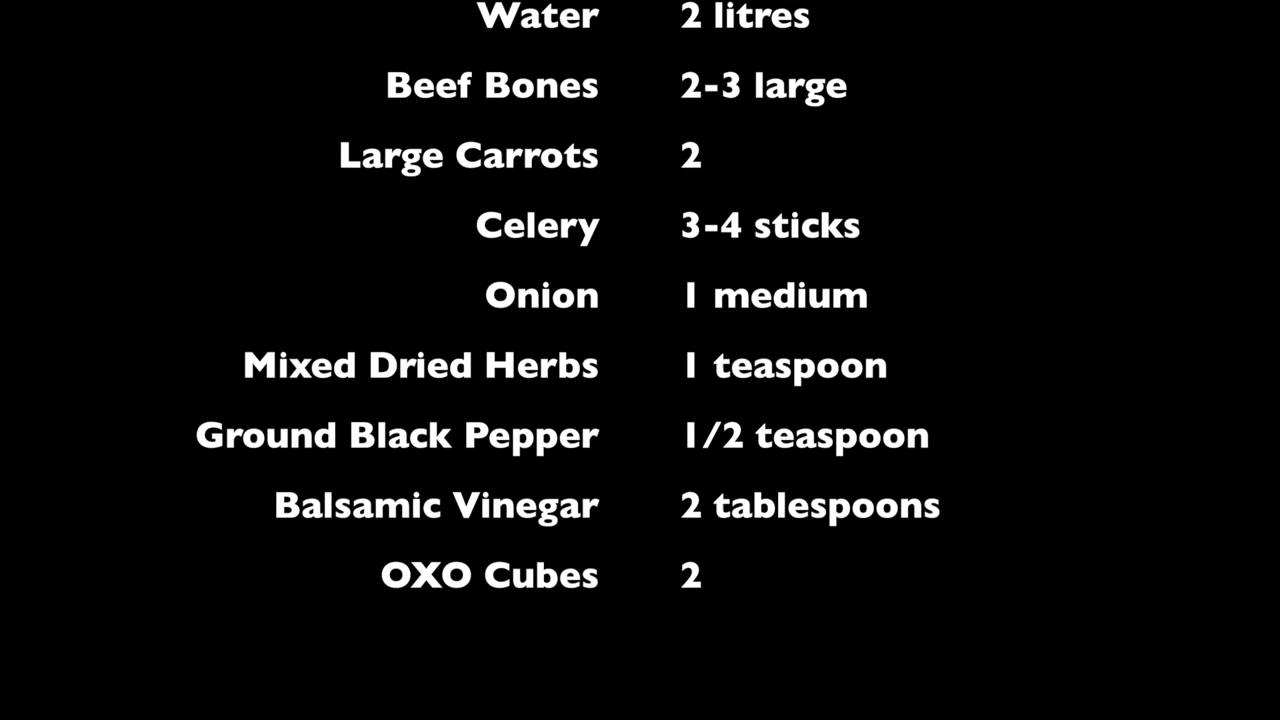 Water 2 litres
Beef Bones 2-3 large
Large Carrots 2
Celery 3-4 sticks
Onion 1 medium
Mixed Dried Herbs 1 teaspoon
Ground Black Pepper 1/2 teaspoon
Balsamic Vinegar 2 tablespoons
OXO Cubes 2